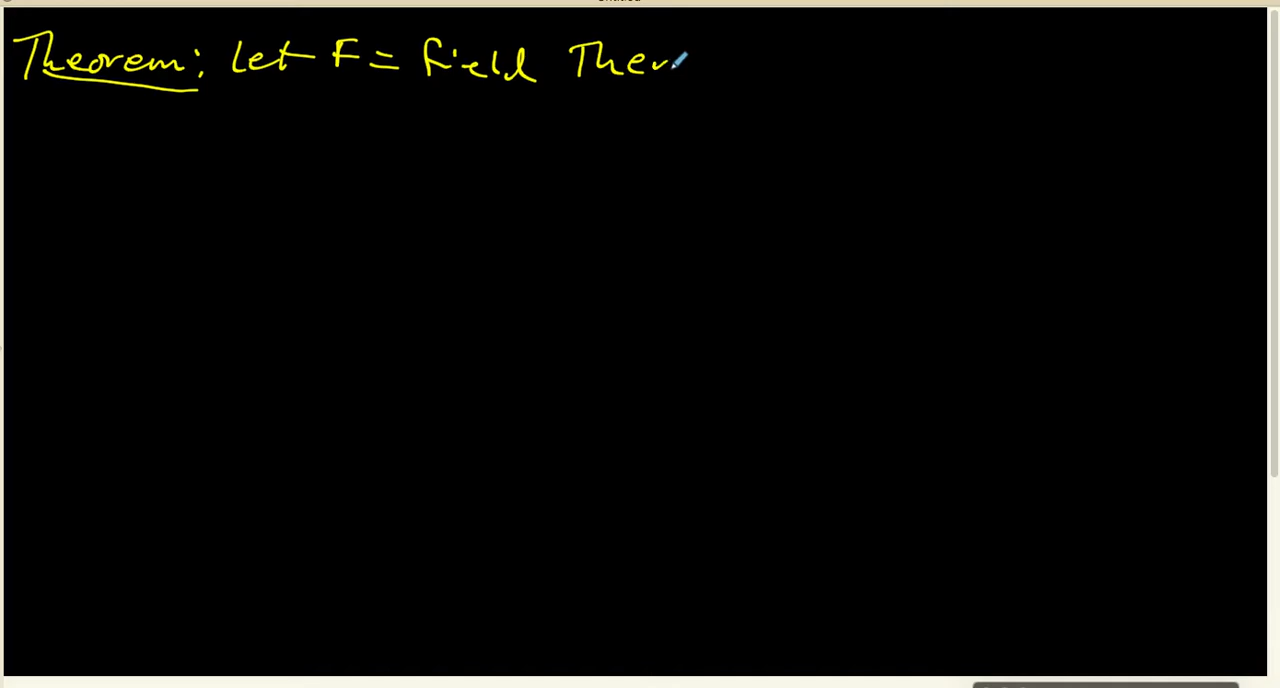 Theorem: Let F = field Ther